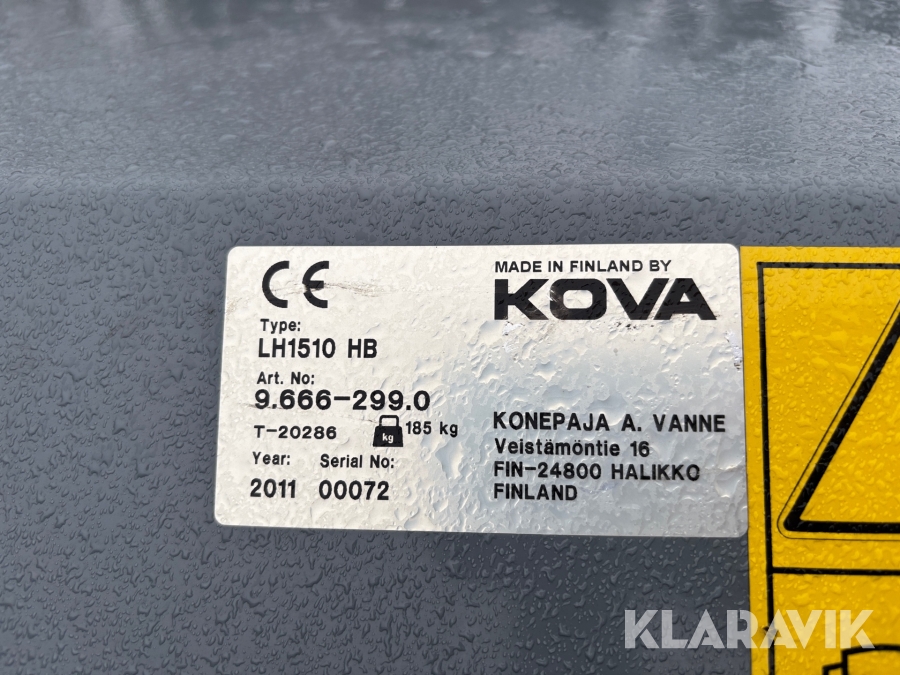 CE
Type:
LH1510 HB
Art. No:
9.666-299.0
T-20286 kg 185 kg
Year: Serial No:
2011 00072
MADE IN FINLAND BY
KOVA
KONEPAJA A. VANNE
Veistämöntie 16
FIN-24800 HALIKKO
FINLAND
KLARAVIK